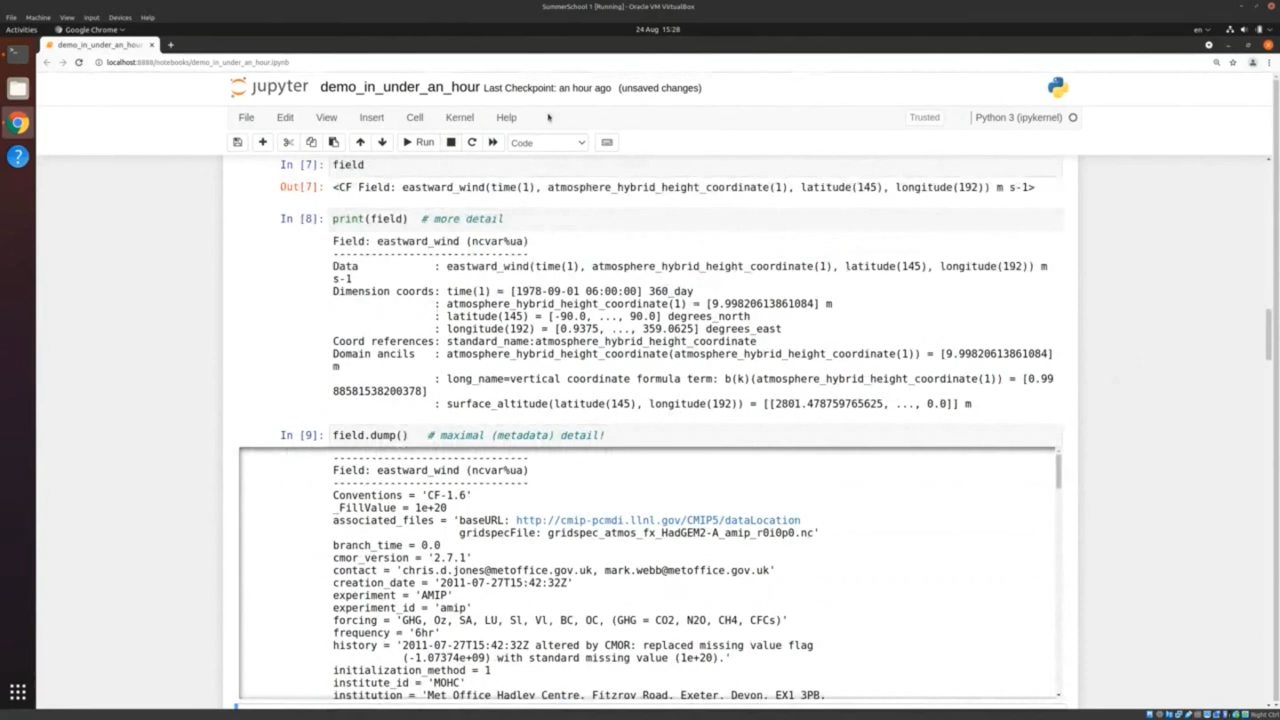 SummerSchool 1 [Running] - Oracle VM VirtualBox
File Machine View Input Devices Help
Activities Google Chrome 24 Aug 15:28 en
demo_in_under_an_hou
localhost:8888/notebooks/demo_in_under_an_hour.ipynb
jupyter demo_in_under_an_hour Last Checkpoint: an hour ago (unsaved changes)
File Edit View Insert Cell Kernel Help Trusted Python 3 (ipykernel)
Run Code
In [7]: field
Out[7]: <CF Field: eastward_wind(time(1), atmosphere_hybrid_height_coordinate(1), latitude(145), longitude(192)) m s-1>
In [8]: print(field) # more detail
Field: eastward_wind (ncvar%ua)
------------------------------
Data : eastward_wind(time(1), atmosphere_hybrid_height_coordinate(1), latitude(145), longitude(192)) m
s-1
Dimension coords: time(1) = [1978-09-01 06:00:00] 360_day
: atmosphere_hybrid_height_coordinate(1) = [9.99820613861084] m
: latitude(145) = [-90.0, ..., 90.0] degrees_north
: longitude(192) = [0.9375, ..., 359.0625] degrees_east
Coord references: standard_name:atmosphere_hybrid_height_coordinate
Domain ancils : atmosphere_hybrid_height_coordinate(atmosphere_hybrid_height_coordinate(1)) = [9.99820613861084]
m
: long_name=vertical coordinate formula term: b(k)(atmosphere_hybrid_height_coordinate(1)) = [0.99
88581538200378]
: surface_altitude(latitude(145), longitude(192)) = [[2801.478759765625, ..., 0.0]] m
In [9]: field.dump() # maximal (metadata) detail!
------------------------------
Field: eastward_wind (ncvar%ua)
------------------------------
Conventions = 'CF-1.6'
_FillValue = 1e+20
associated_files = 'baseURL: http://cmip-pcmdi.llnl.gov/CMIP5/dataLocation
gridspecFile: gridspec_atmos_fx_HadGEM2-A_amip_r0i0p0.nc'
branch_time = 0.0
cmor_version = '2.7.1'
contact = 'chris.d.jones@metoffice.gov.uk, mark.webb@metoffice.gov.uk'
creation_date = '2011-07-27T15:42:32Z'
experiment = 'AMIP'
experiment_id = 'amip'
forcing = 'GHG, Oz, SA, LU, Sl, Vl, BC, OC, (GHG = CO2, N2O, CH4, CFCs)'
frequency = '6hr'
history = '2011-07-27T15:42:32Z altered by CMOR: replaced missing value flag
(-1.07374e+09) with standard missing value (1e+20).'
initialization_method = 1
institute_id = 'MOHC'
institution = 'Met Office Hadley Centre, Fitzroy Road, Exeter, Devon, EX1 3PB,
Right Ctrl